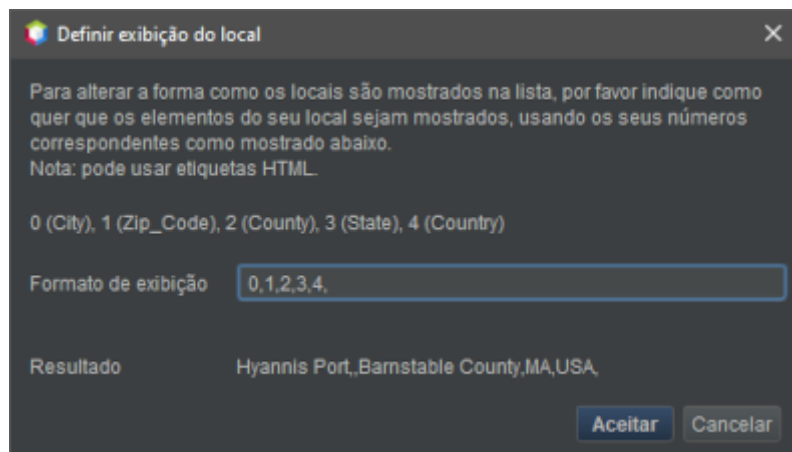 Definir exibição do local
Para alterar a forma como os locais são mostrados na lista, por favor indique como
quer que os elementos do seu local sejam mostrados, usando os seus números
correspondentes como mostrado abaixo.
Nota: pode usar etiquetas HTML.
0 (City), 1 (Zip_Code), 2 (County), 3 (State), 4 (Country)
Formato de exibição 0,1,2,3,4,
Resultado Hyannis Port,,Barnstable County,MA,USA,
Aceitar Cancelar